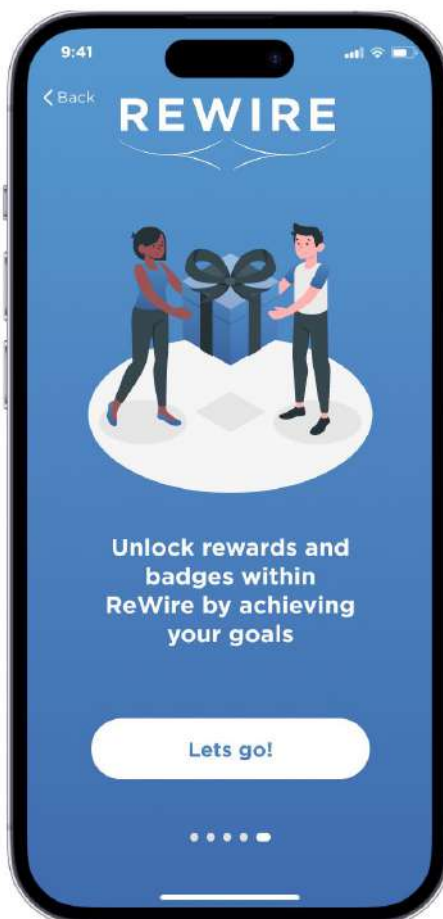 9:41
Back
REWIRE
Unlock rewards and
badges within
ReWire by achieving
your goals
Lets go!